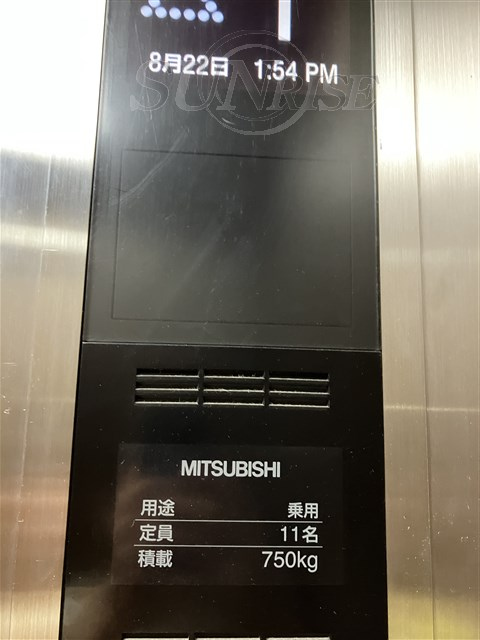 8月22日 1:54 PM
SUNRISE
MITSUBISHI
用途 乗用
定員 11名
積載 750kg